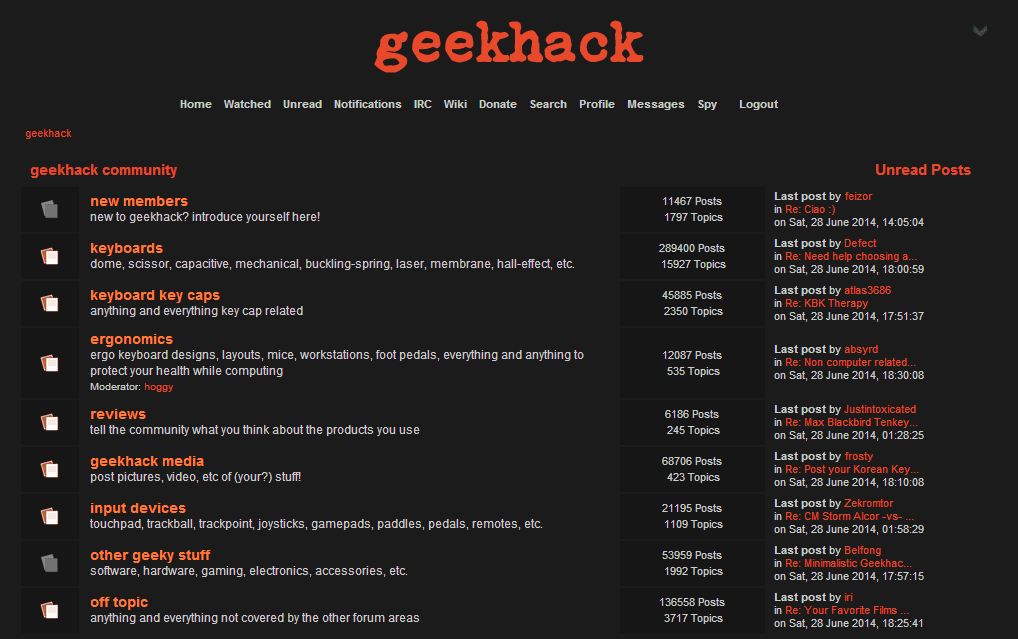 geekhack
Home Watched Unread Notifications IRC Wiki Donate Search Profile Messages Spy Logout
geekhack
geekhack community Unread Posts
new members
new to geekhack? introduce yourself here!
11467 Posts
1797 Topics
Last post by feizor
in Re: Ciao :)
on Sat, 28 June 2014, 14:05:04
keyboards
dome, scissor, capacitive, mechanical, buckling-spring, laser, membrane, hall-effect, etc.
289400 Posts
15927 Topics
Last post by Defect
in Re: Need help choosing a...
on Sat, 28 June 2014, 18:00:59
keyboard key caps
anything and everything key cap related
45885 Posts
2350 Topics
Last post by atlas3686
in Re: KBK Therapy
on Sat, 28 June 2014, 17:51:37
ergonomics
ergo keyboard designs, layouts, mice, workstations, foot pedals, everything and anything to
protect your health while computing
Moderator: hoggy
12087 Posts
535 Topics
Last post by absyrd
in Re: Non computer related...
on Sat, 28 June 2014, 18:30:08
reviews
tell the community what you think about the products you use
6186 Posts
245 Topics
Last post by Justintoxicated
in Re: Max Blackbird Tenkey...
on Sat, 28 June 2014, 01:28:25
geekhack media
post pictures, video, etc of (your?) stuff!
68706 Posts
423 Topics
Last post by frosty
in Re: Post your Korean Key...
on Sat, 28 June 2014, 18:10:08
input devices
touchpad, trackball, trackpoint, joysticks, gamepads, paddles, pedals, remotes, etc.
21195 Posts
1109 Topics
Last post by Zekromtor
in Re: CM Storm Alcor -vs- ...
on Sat, 28 June 2014, 01:58:29
other geeky stuff
software, hardware, gaming, electronics, accessories, etc.
53959 Posts
1992 Topics
Last post by Belfong
in Re: Minimalistic Geekhac...
on Sat, 28 June 2014, 17:57:15
off topic
anything and everything not covered by the other forum areas
136558 Posts
3717 Topics
Last post by iri
in Re: Your Favorite Films ...
on Sat, 28 June 2014, 18:25:41